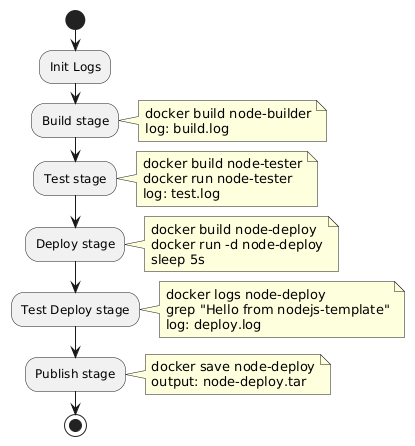 Init Logs
Build stage
docker build node-builder
log: build.log
Test stage
docker build node-tester
docker run node-tester
log: test.log
Deploy stage
docker build node-deploy
docker run -d node-deploy
sleep 5s
Test Deploy stage
docker logs node-deploy
grep "Hello from nodejs-template"
log: deploy.log
Publish stage
docker save node-deploy
output: node-deploy.tar